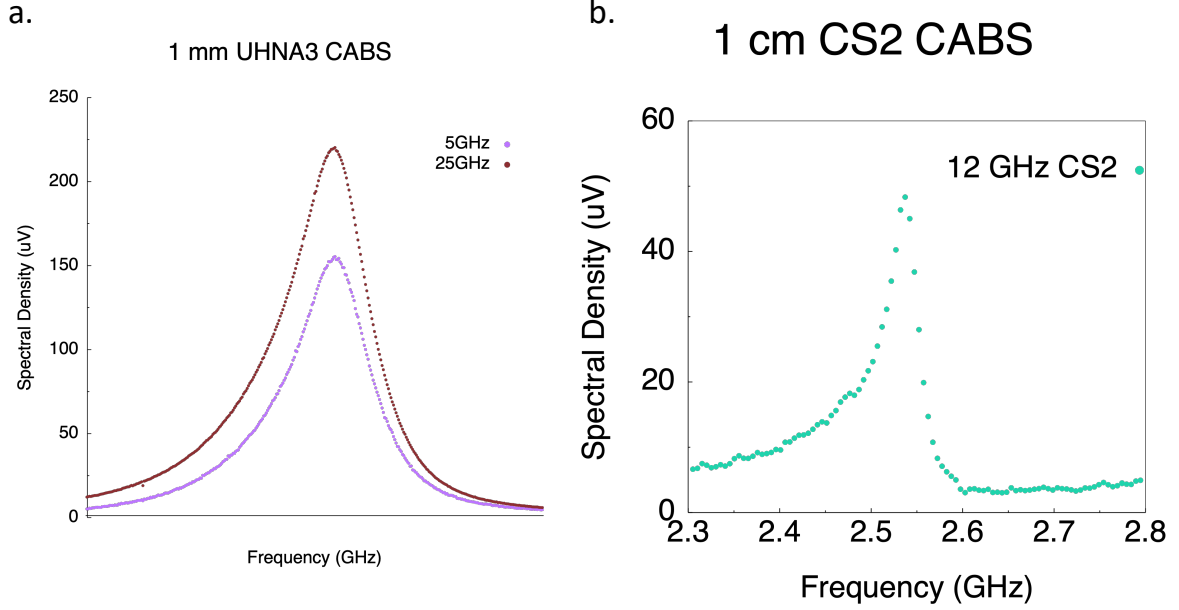 a.
1 mm UHNA3 CABS
250
200
150
100
50
0
Spectral Density (uV)
5GHz
25GHz
Frequency (GHz)
b.
1 cm CS2 CABS
60
40
20
0
Spectral Density (uV)
12 GHz CS2
2.3 2.4 2.5 2.6 2.7 2.8
Frequency (GHz)